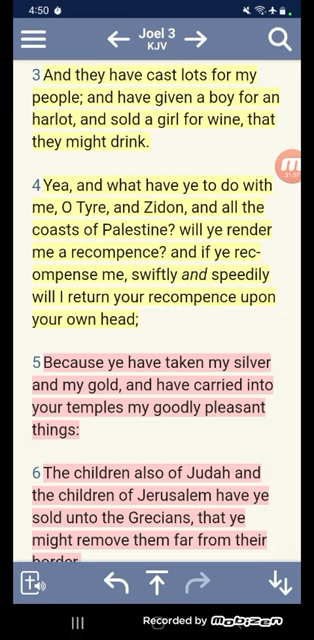 4:50
Joel 3
KJV
3 And they have cast lots for my
people; and have given a boy for an
harlot, and sold a girl for wine, that
they might drink.
31:57
4 Yea, and what have ye to do with
me, O Tyre, and Zidon, and all the
coasts of Palestine? will ye render
me a recompence? and if ye rec-
ompense me, swiftly and speedily
will I return your recompence upon
your own head;
5 Because ye have taken my silver
and my gold, and have carried into
your temples my goodly pleasant
things:
6 The children also of Judah and
the children of Jerusalem have ye
sold unto the Grecians, that ye
might remove them far from their
border.
Recorded by mobizen